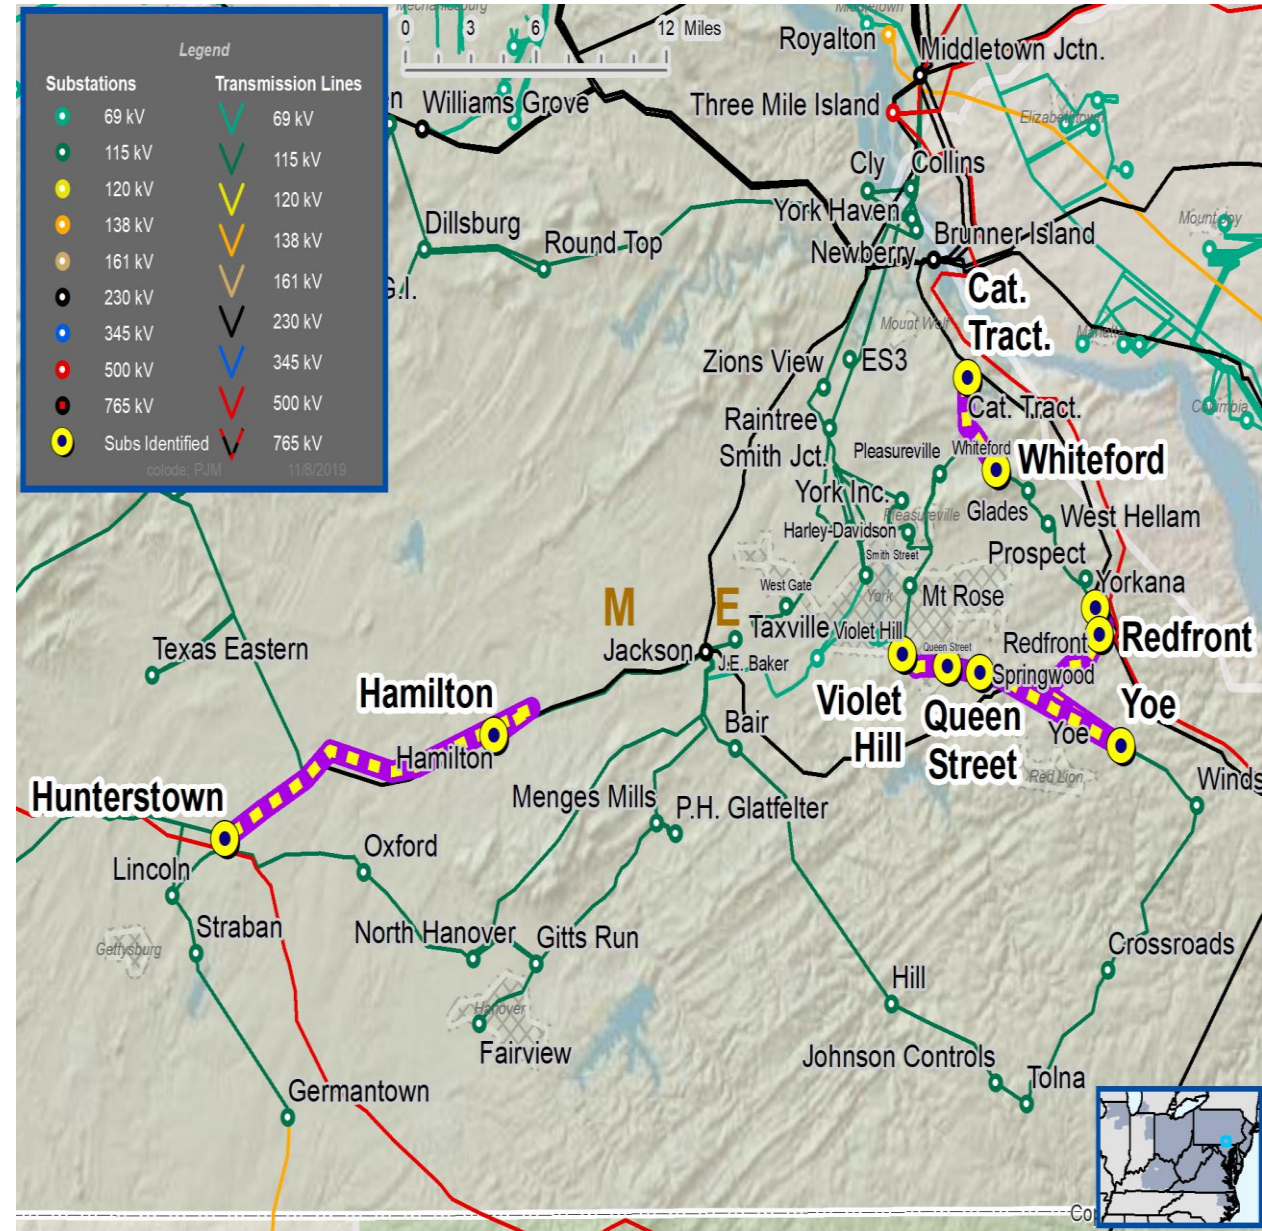 Mechanicsburg
Middletown
0 3 6 12 Miles
Legend
Substations Transmission Lines
69 kV 69 kV
115 kV 115 kV
120 kV 120 kV
138 kV 138 kV
161 kV 161 kV
230 kV 230 kV
345 kV 345 kV
500 kV 500 kV
765 kV 765 kV
Subs Identified
colode; PJM 11/8/2019
Royalton
Middletown Jctn.
Williams Grove
Three Mile Island
Elizabethtown
Cly
Collins
York Haven
Mount Joy
Dillsburg
Round Top
Newberry
Brunner Island
G.I.
Cat.
Tract.
Mount Wolf
Marietta
Zions View
ES3
Cat. Tract.
Columbia
Raintree
Smith Jct.
Pleasureville
Whiteford
Whiteford
York Inc.
Pleasureville
Glades
West Hellam
Harley-Davidson
Smith Street
Prospect
West Gate
York
Mt Rose
Yorkana
M E
Texas Eastern
Jackson
Taxville
Violet Hill
Queen Street
Redfront
Redfront
J.E. Baker
Springwood
Hamilton
Violet
Hill
Queen
Street
Yoe
Bair
Yoe
Hamilton
Red Lion
Hunterstown
Menges Mills
P.H. Glatfelter
Winds
Lincoln
Oxford
Straban
North Hanover
Gitts Run
Gettysburg
Crossroads
Hill
Hanover
Fairview
Johnson Controls
Tolna
Germantown
Cop